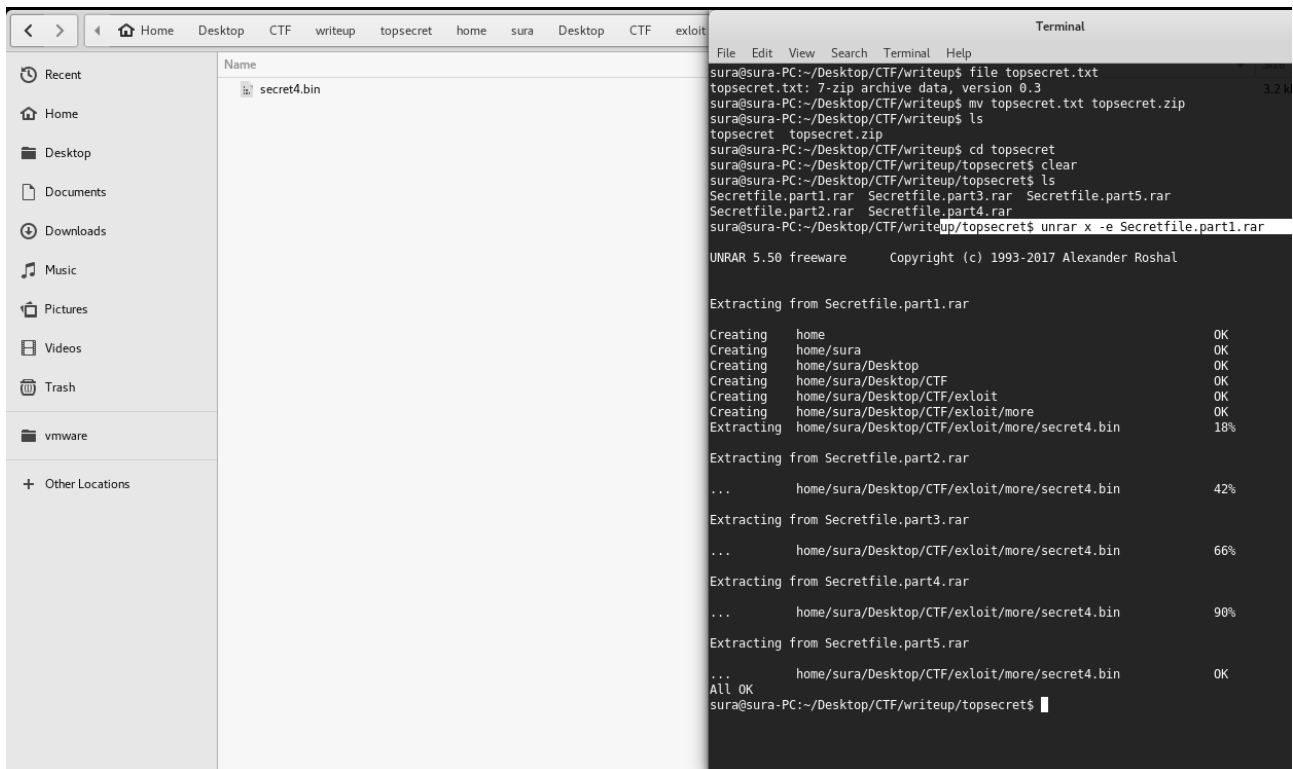 Home Desktop CTF writeup topsecret home sura Desktop CTF exloit
Name
Recent
Home
Desktop
Documents
Downloads
Music
Pictures
Videos
Trash
vmware
+ Other Locations
secret4.bin
Terminal
File Edit View Search Terminal Help
sura@sura-PC:~/Desktop/CTF/writeup$ file topsecret.txt
topsecret.txt: 7-zip archive data, version 0.3
sura@sura-PC:~/Desktop/CTF/writeup$ mv topsecret.txt topsecret.zip
sura@sura-PC:~/Desktop/CTF/writeup$ ls
topsecret topsecret.zip
sura@sura-PC:~/Desktop/CTF/writeup$ cd topsecret
sura@sura-PC:~/Desktop/CTF/writeup/topsecret$ clear
sura@sura-PC:~/Desktop/CTF/writeup/topsecret$ ls
Secretfile.part1.rar Secretfile.part3.rar Secretfile.part5.rar
Secretfile.part2.rar Secretfile.part4.rar
sura@sura-PC:~/Desktop/CTF/writeup/topsecret$ unrar x -e Secretfile.part1.rar
UNRAR 5.50 freeware Copyright (c) 1993-2017 Alexander Roshal
Extracting from Secretfile.part1.rar
Creating home OK
Creating home/sura OK
Creating home/sura/Desktop OK
Creating home/sura/Desktop/CTF OK
Creating home/sura/Desktop/CTF/exloit OK
Creating home/sura/Desktop/CTF/exloit/more OK
Extracting home/sura/Desktop/CTF/exloit/more/secret4.bin 18%
Extracting from Secretfile.part2.rar
... home/sura/Desktop/CTF/exloit/more/secret4.bin 42%
Extracting from Secretfile.part3.rar
... home/sura/Desktop/CTF/exloit/more/secret4.bin 66%
Extracting from Secretfile.part4.rar
... home/sura/Desktop/CTF/exloit/more/secret4.bin 90%
Extracting from Secretfile.part5.rar
... home/sura/Desktop/CTF/exloit/more/secret4.bin OK
All OK
sura@sura-PC:~/Desktop/CTF/writeup/topsecret$